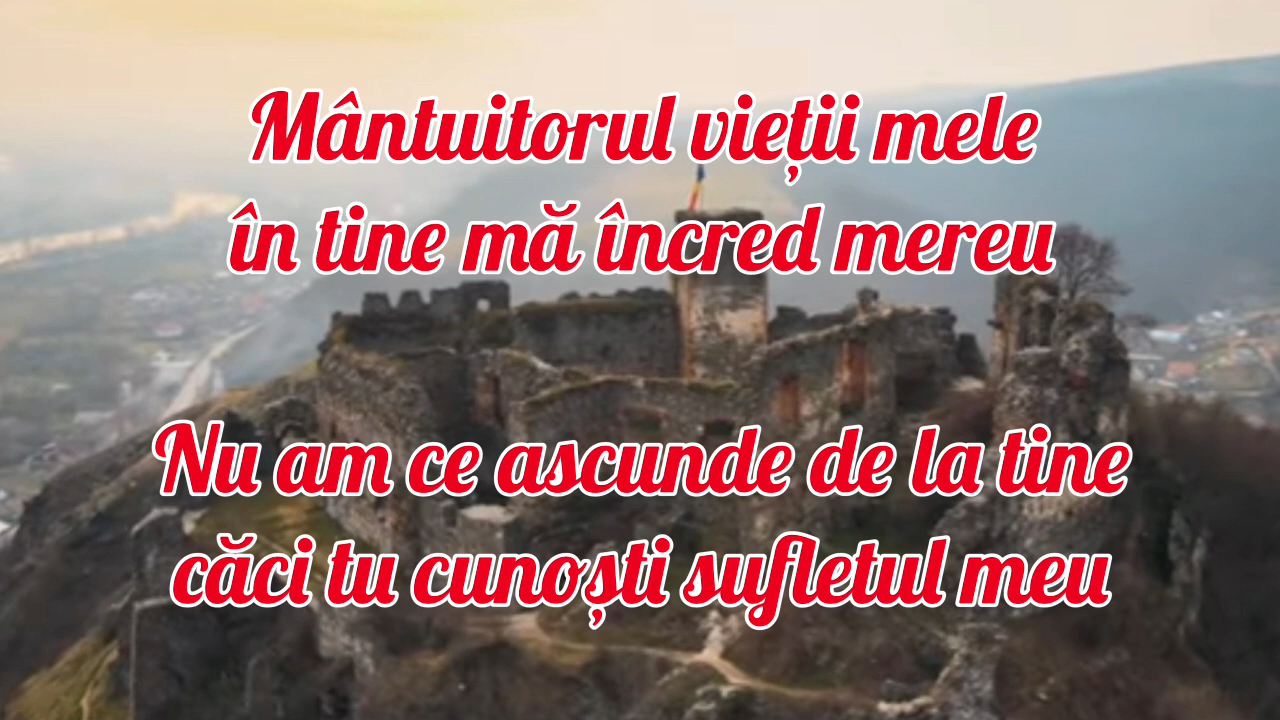 Mântuitorul vieții mele
în tine mă încred mereu
Nu am ce ascunde de la tine
căci tu cunoști sufletul meu